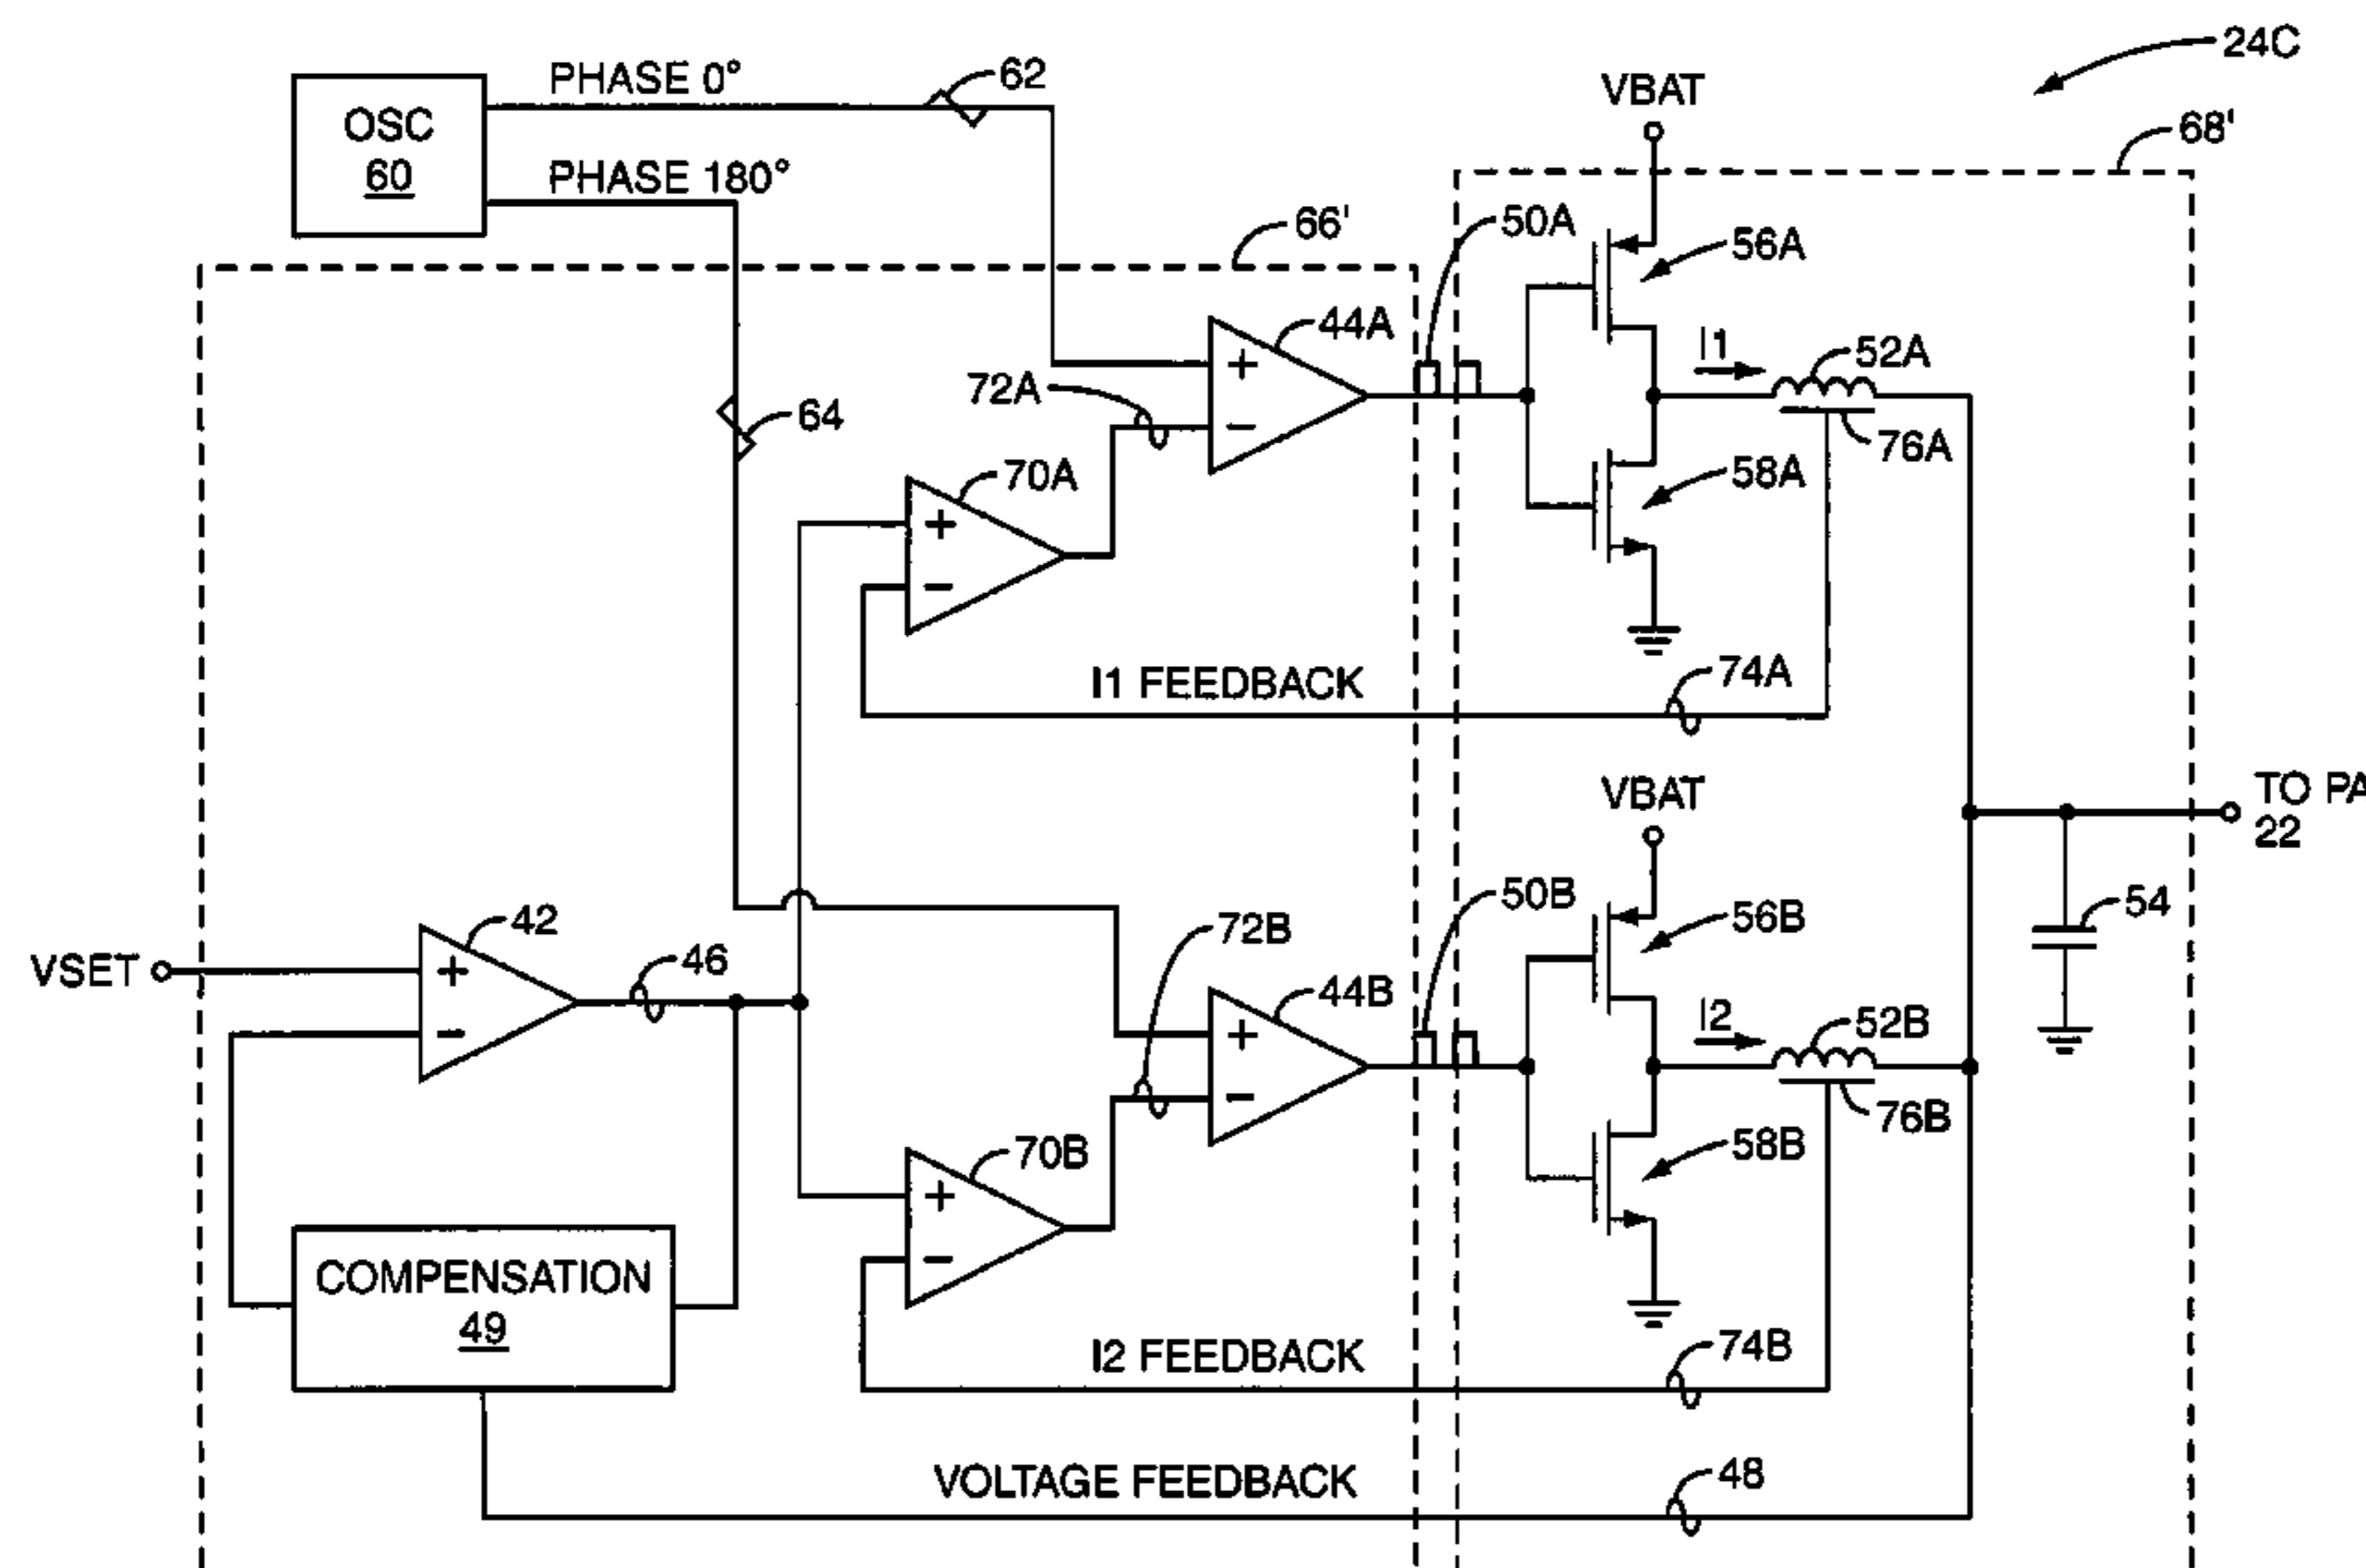 24C
PHASE 0°
62
VBAT
68'
OSC
60
PHASE 180°
66'
50A
56A
44A
I1
52A
72A
+
64
−
76A
70A
58A
+
−
I1 FEEDBACK
74A
VBAT
TO PA
22
50B
42
72B
56B
54
VSET
+
46
44B
I2
52B
−
+
−
76B
70B
58B
+
COMPENSATION
49
−
I2 FEEDBACK
74B
VOLTAGE FEEDBACK
48